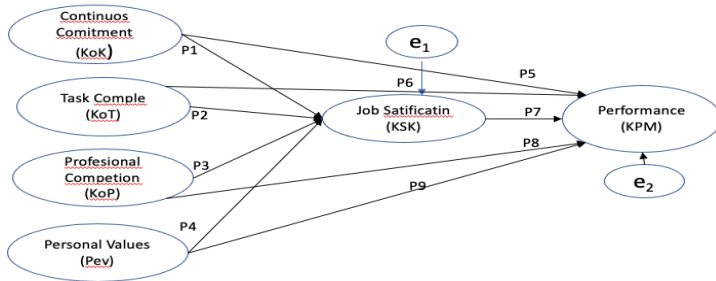 Continuos
Comitment
(KoK)
P1
e1
P5
P6
Task Comple
(KoT)
P2
Job Satificatin
(KSK)
P7
Performance
(KPM)
Profesional
Competion
(KoP)
P3
P8
e2
P9
P4
Personal Values
(Pev)